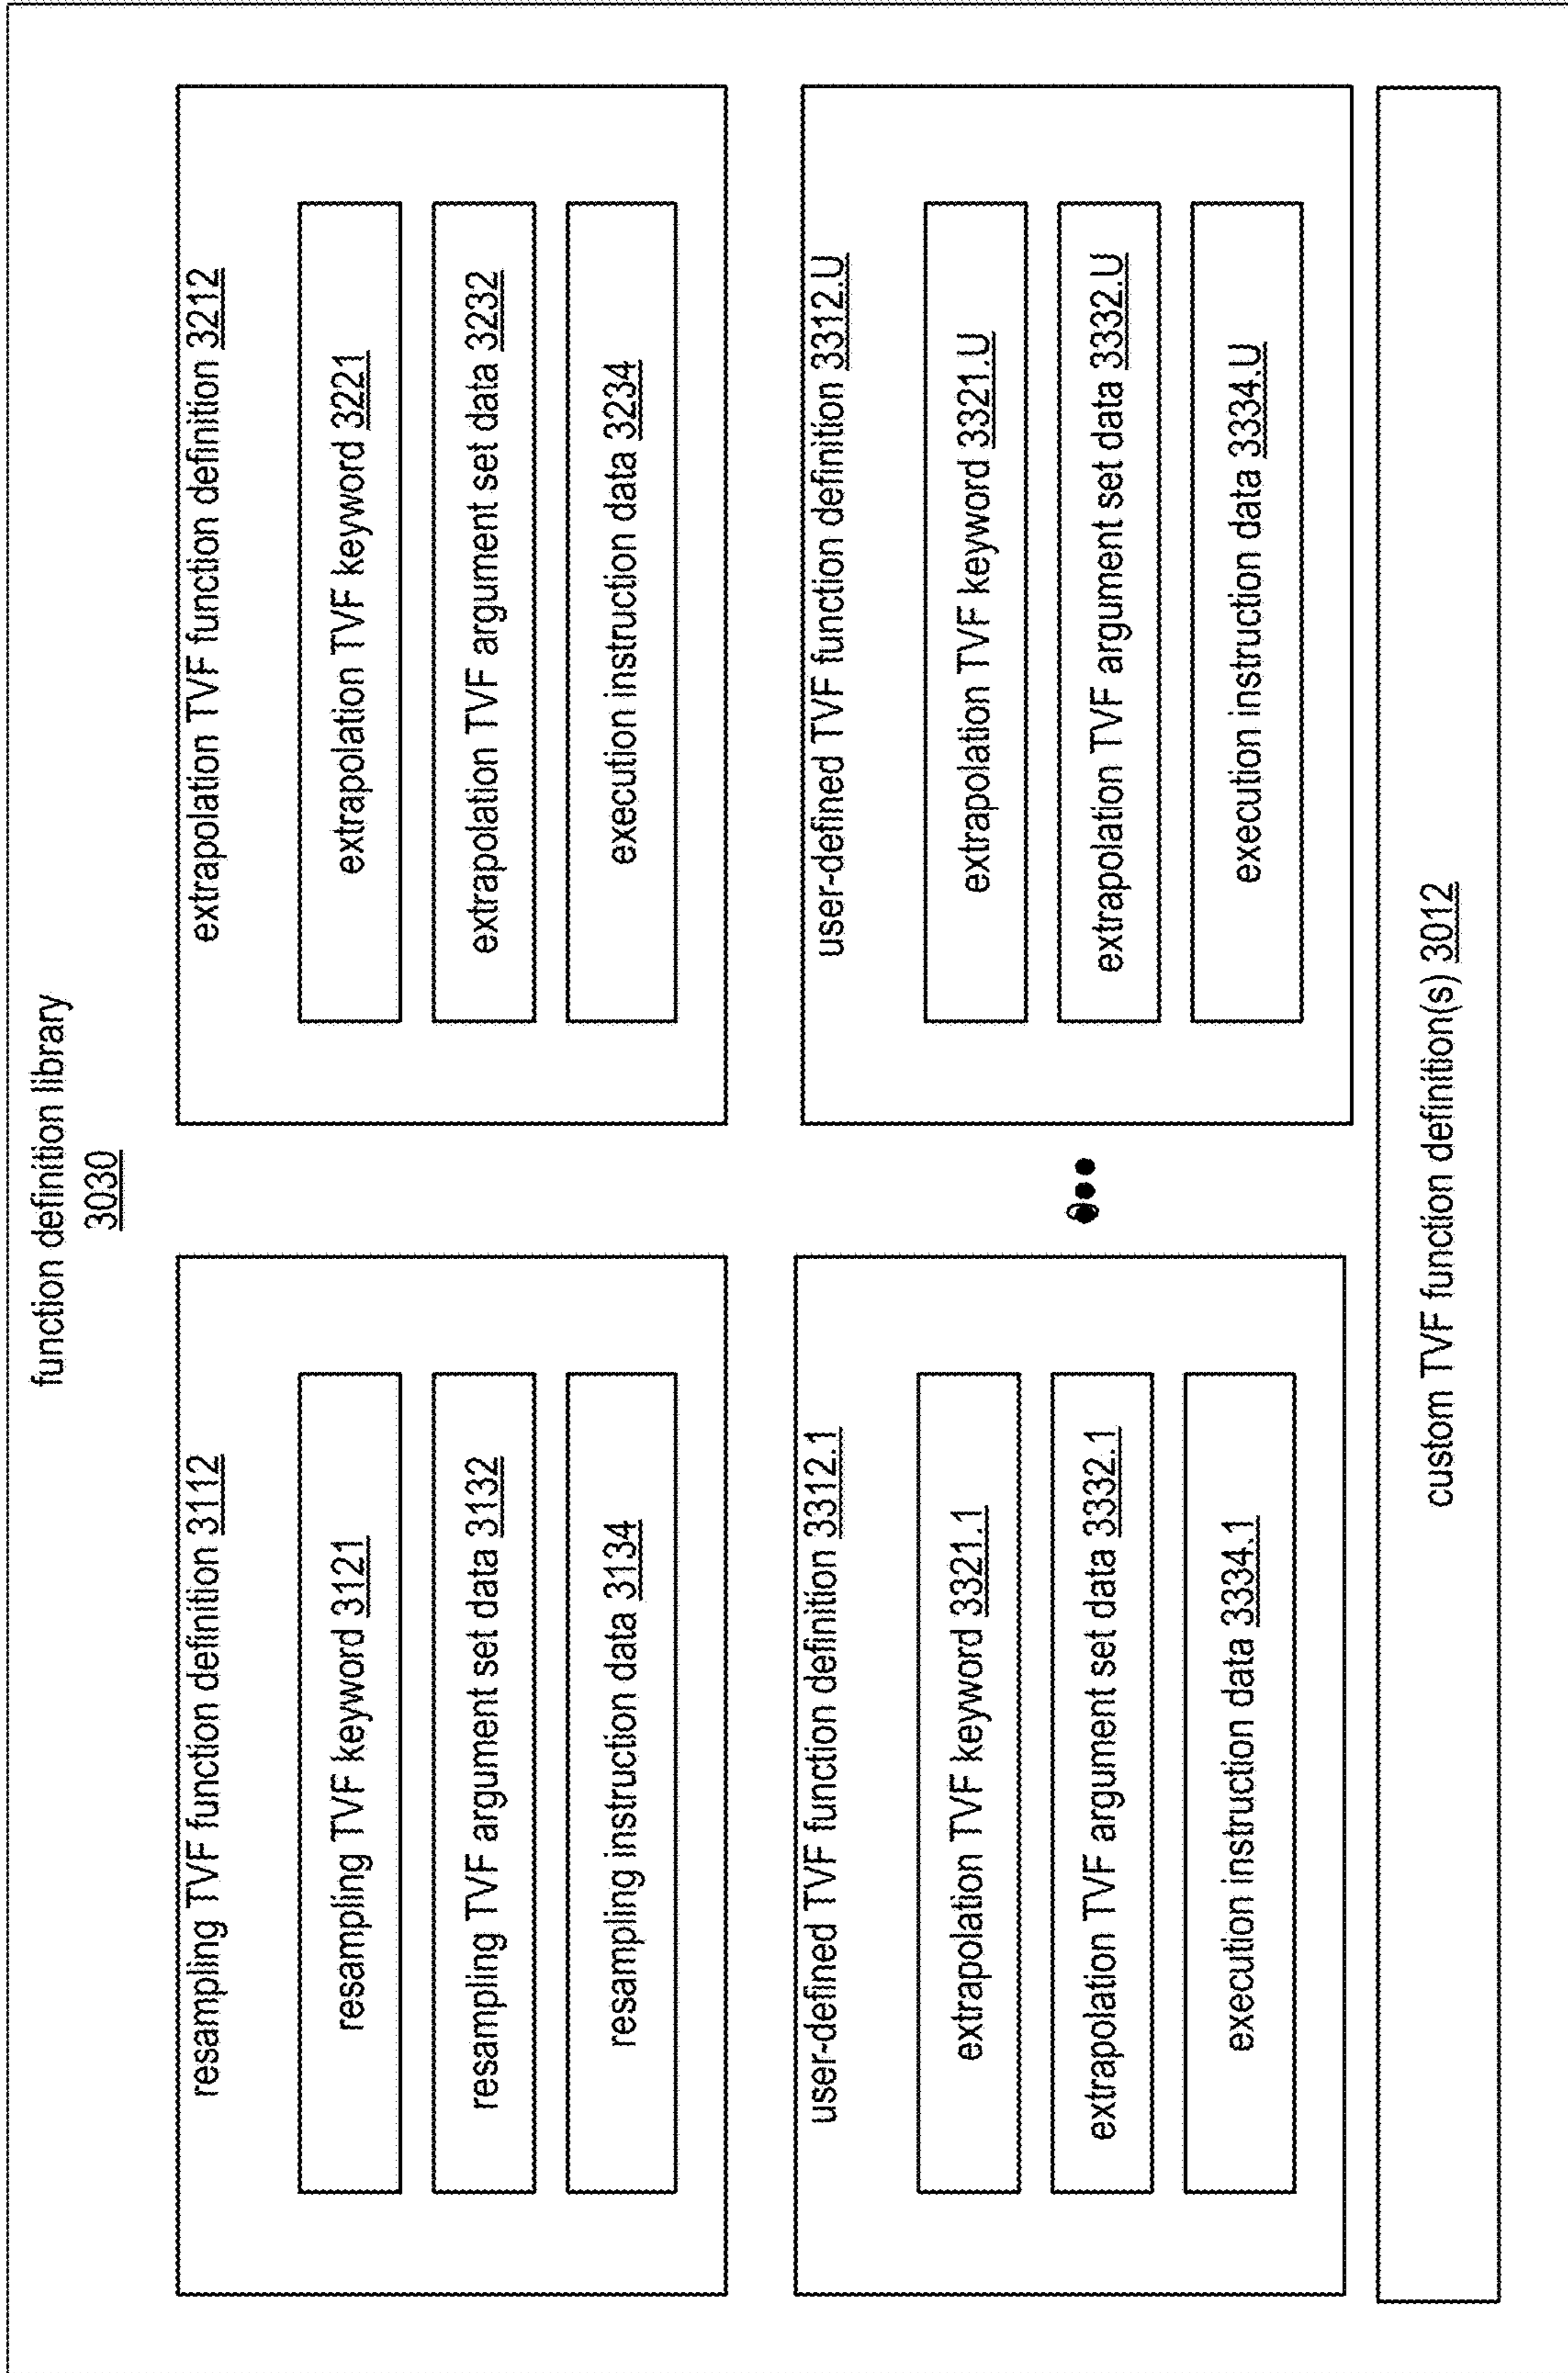 function definition library
3030
resampling TVF function definition 3112
resampling TVF keyword 3121
resampling TVF argument set data 3132
resampling instruction data 3134
extrapolation TVF function definition 3212
extrapolation TVF keyword 3221
extrapolation TVF argument set data 3232
execution instruction data 3234
user-defined TVF function definition 3312.1
extrapolation TVF keyword 3321.1
extrapolation TVF argument set data 3332.1
execution instruction data 3334.1
user-defined TVF function definition 3312.U
extrapolation TVF keyword 3321.U
extrapolation TVF argument set data 3332.U
execution instruction data 3334.U
custom TVF function definition(s) 3012